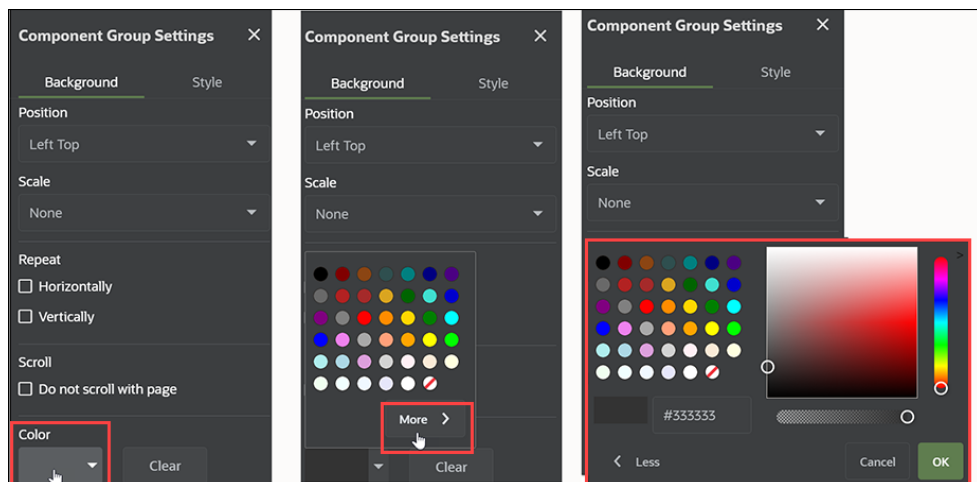 Component Group Settings
Background Style
Position
Left Top
Scale
None
Repeat
Horizontally
Vertically
Scroll
Do not scroll with page
Color
Clear
Component Group Settings
Background Style
Position
Left Top
Scale
None
More
Clear
Component Group Settings
Background Style
Position
Left Top
Scale
None
#333333
Less Cancel OK